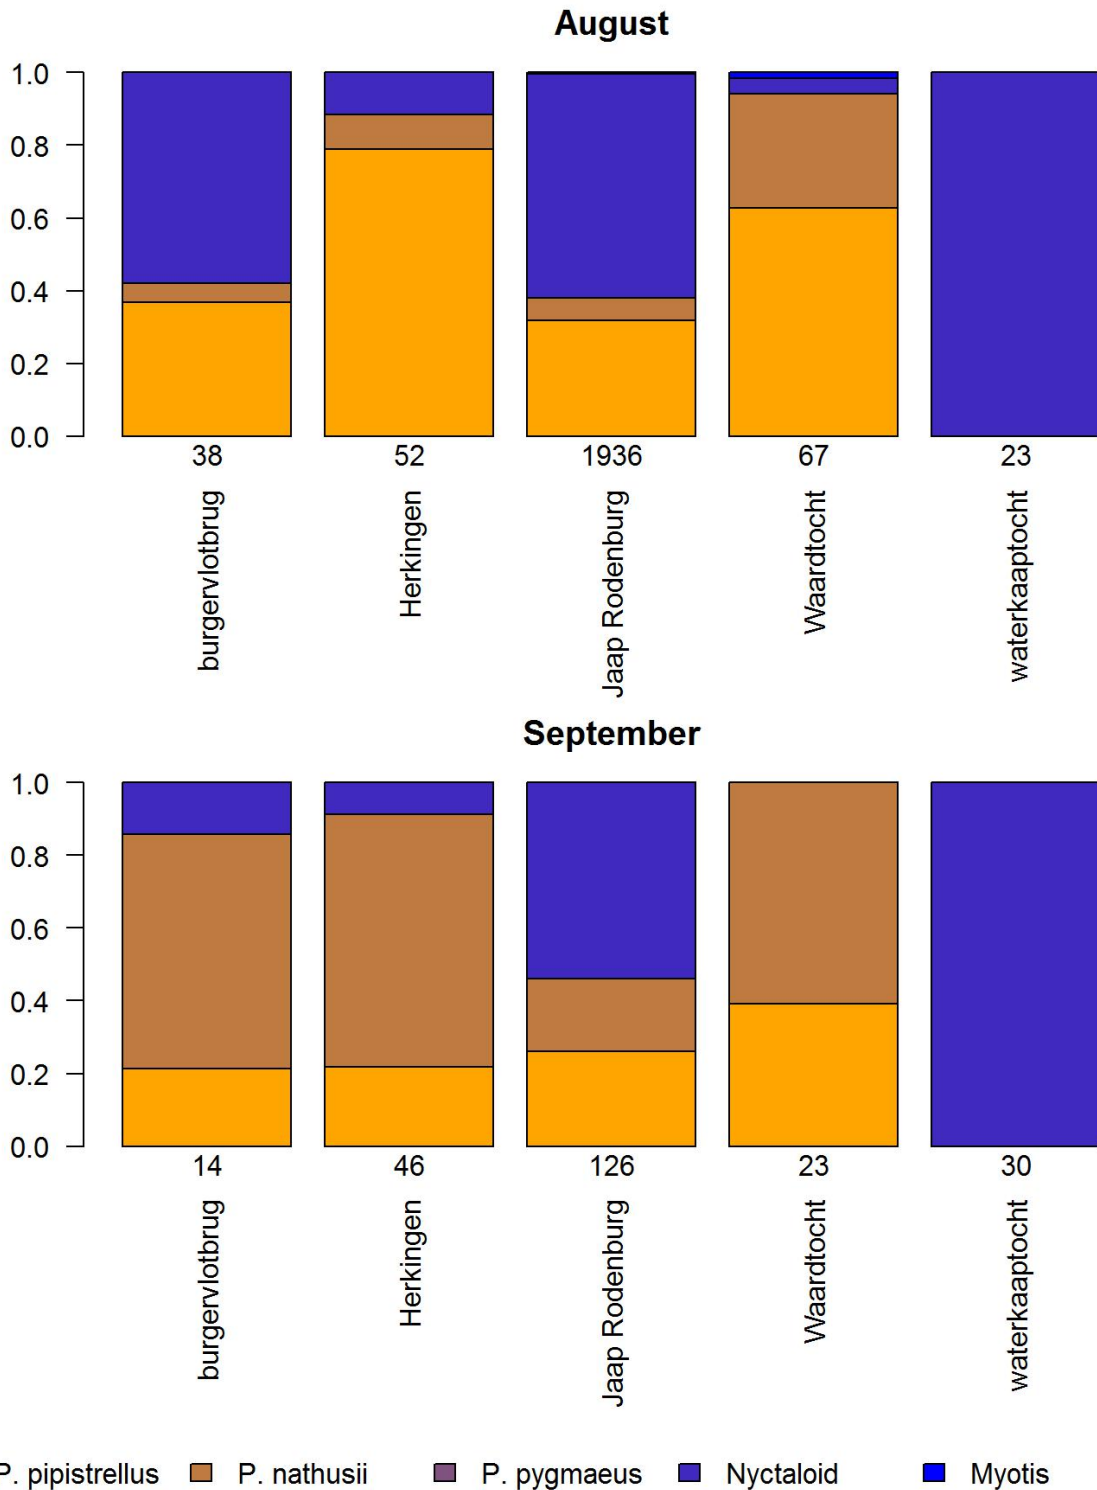 August
1.0
0.8
0.6
0.4
0.2
0.0
38 52 1936 67 23
burgervlotbrug Herkingen Jaap Rodenburg Waardtocht waterkaaptocht
September
1.0
0.8
0.6
0.4
0.2
0.0
14 46 126 23 30
burgervlotbrug Herkingen Jaap Rodenburg Waardtocht waterkaaptocht
P. pipistrellus P. nathusii P. pygmaeus Nyctaloid Myotis